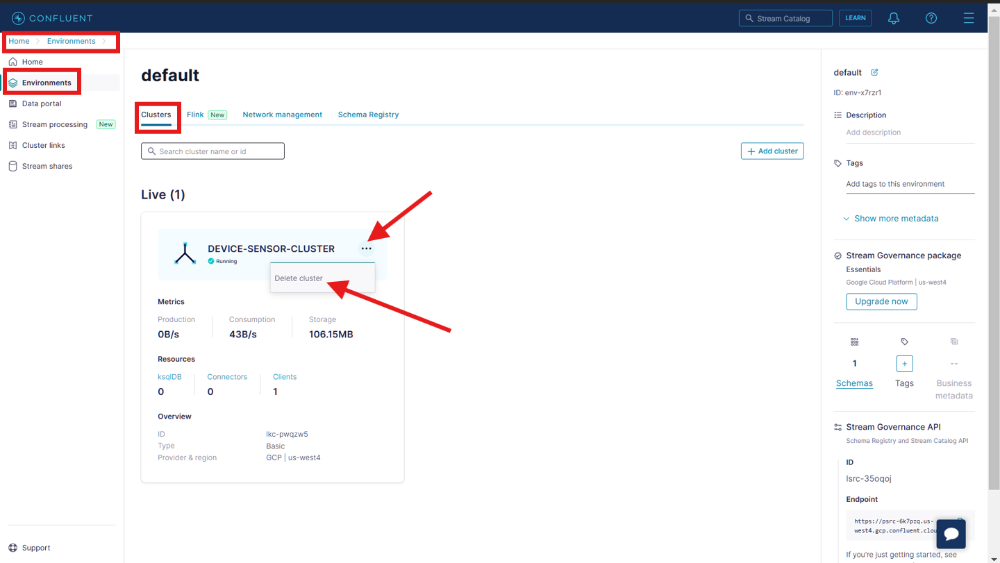 CONFLUENT
Stream Catalog
LEARN
Home
Environments
Home
Environments
Data portal
Stream processing New
Cluster links
Stream shares
Support
default
Clusters
Flink New
Network management
Schema Registry
Search cluster name or id
Add cluster
Live (1)
DEVICE-SENSOR-CLUSTER
Running
Delete cluster
Metrics
Production Consumption Storage
0B/s 43B/s 106.15MB
Resources
ksqlDB Connectors Clients
0 0 1
Overview
ID lkc-pwqzw5
Type Basic
Provider & region GCP | us-west4
default
ID: env-x7rzr1
Description
Add description
Tags
Add tags to this environment
Show more metadata
Stream Governance package
Essentials
Google Cloud Platform | us-west4
Upgrade now
1 + --
Schemas Tags Business
metadata
Stream Governance API
Schema Registry and Stream Catalog API
ID
lsrc-35oqoj
Endpoint
https://psrc-6k7pzq.us-
west4.gcp.confluent.clou
If you're just getting started, see